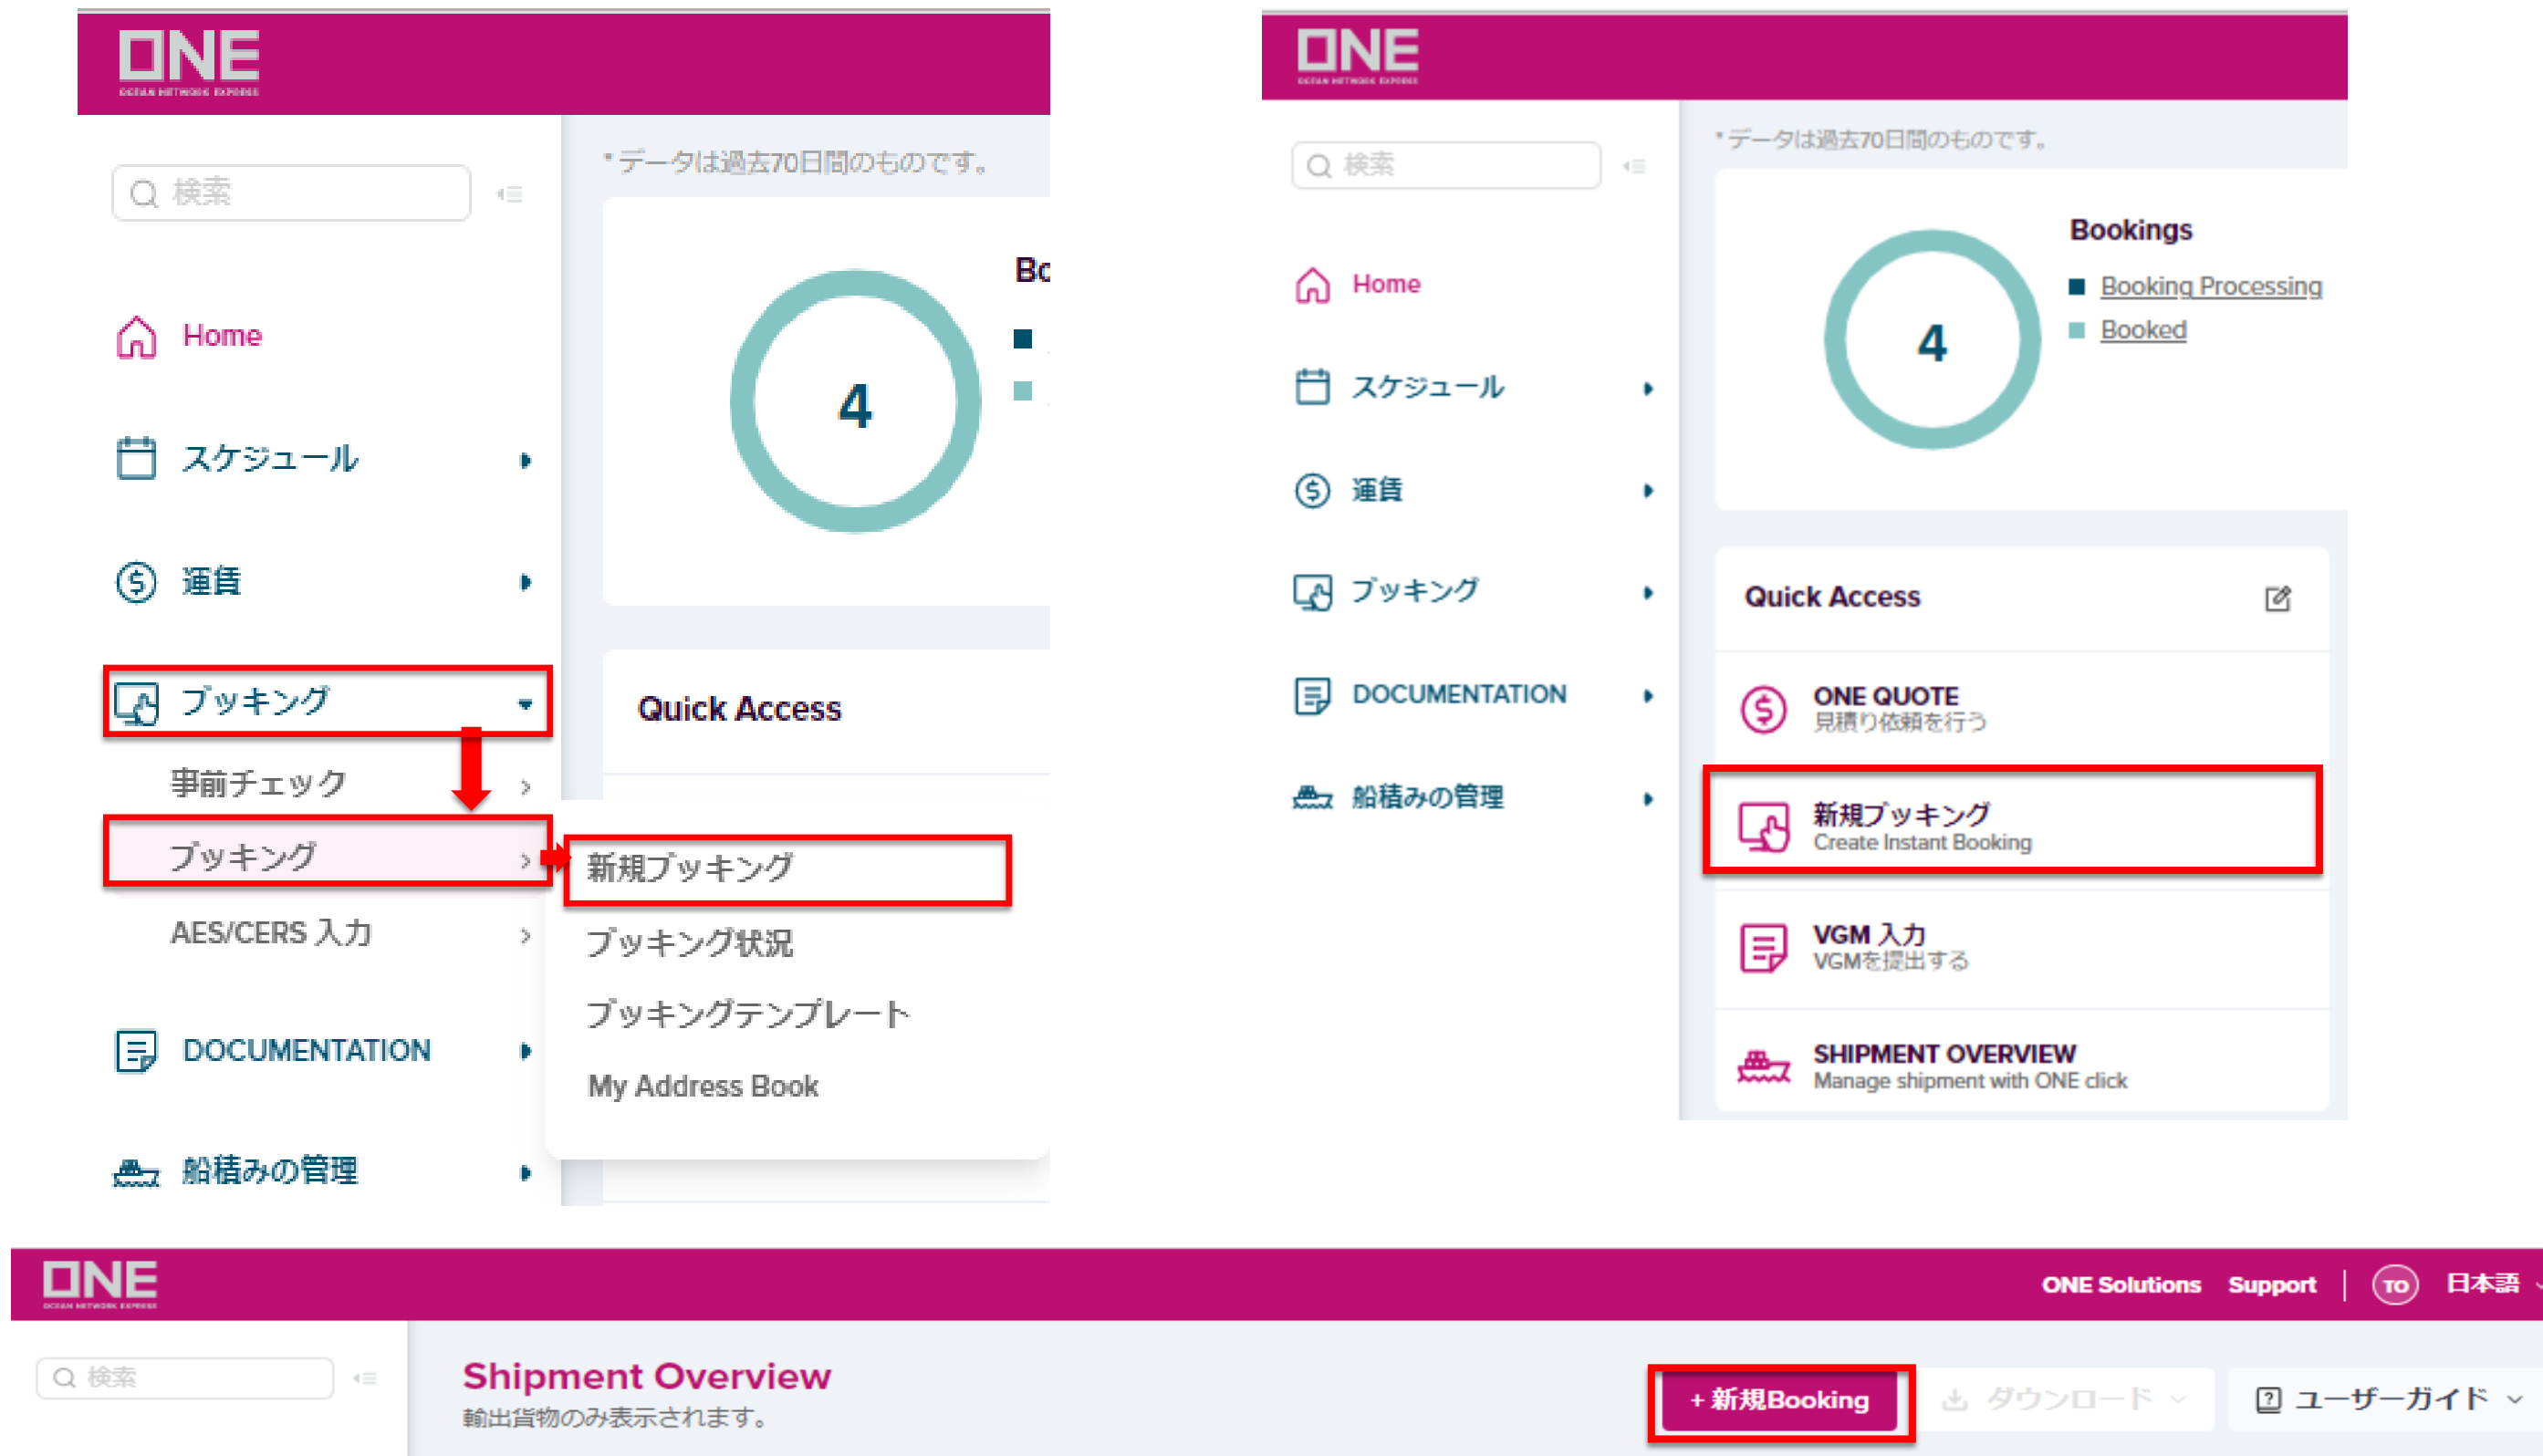 ONE
OCEAN NETWORK EXPRESS
検索
* データは過去70日間のものです。
Home
スケジュール
運賃
ブッキング
事前チェック
ブッキング
AES/CERS 入力
DOCUMENTATION
船積みの管理
4
Quick Access
新規ブッキング
ブッキング状況
ブッキングテンプレート
My Address Book
ONE
OCEAN NETWORK EXPRESS
検索
Home
スケジュール
運賃
ブッキング
DOCUMENTATION
船積みの管理
* データは過去70日間のものです。
4
Bookings
Booking Processing
Booked
Quick Access
ONE QUOTE
見積り依頼を行う
新規ブッキング
Create Instant Booking
VGM 入力
VGMを提出する
SHIPMENT OVERVIEW
Manage shipment with ONE click
ONE
OCEAN NETWORK EXPRESS
ONE Solutions Support | TO 日本語
検索
Shipment Overview
輸出貨物のみ表示されます。
+ 新規Booking
ダウンロード
ユーザーガイド